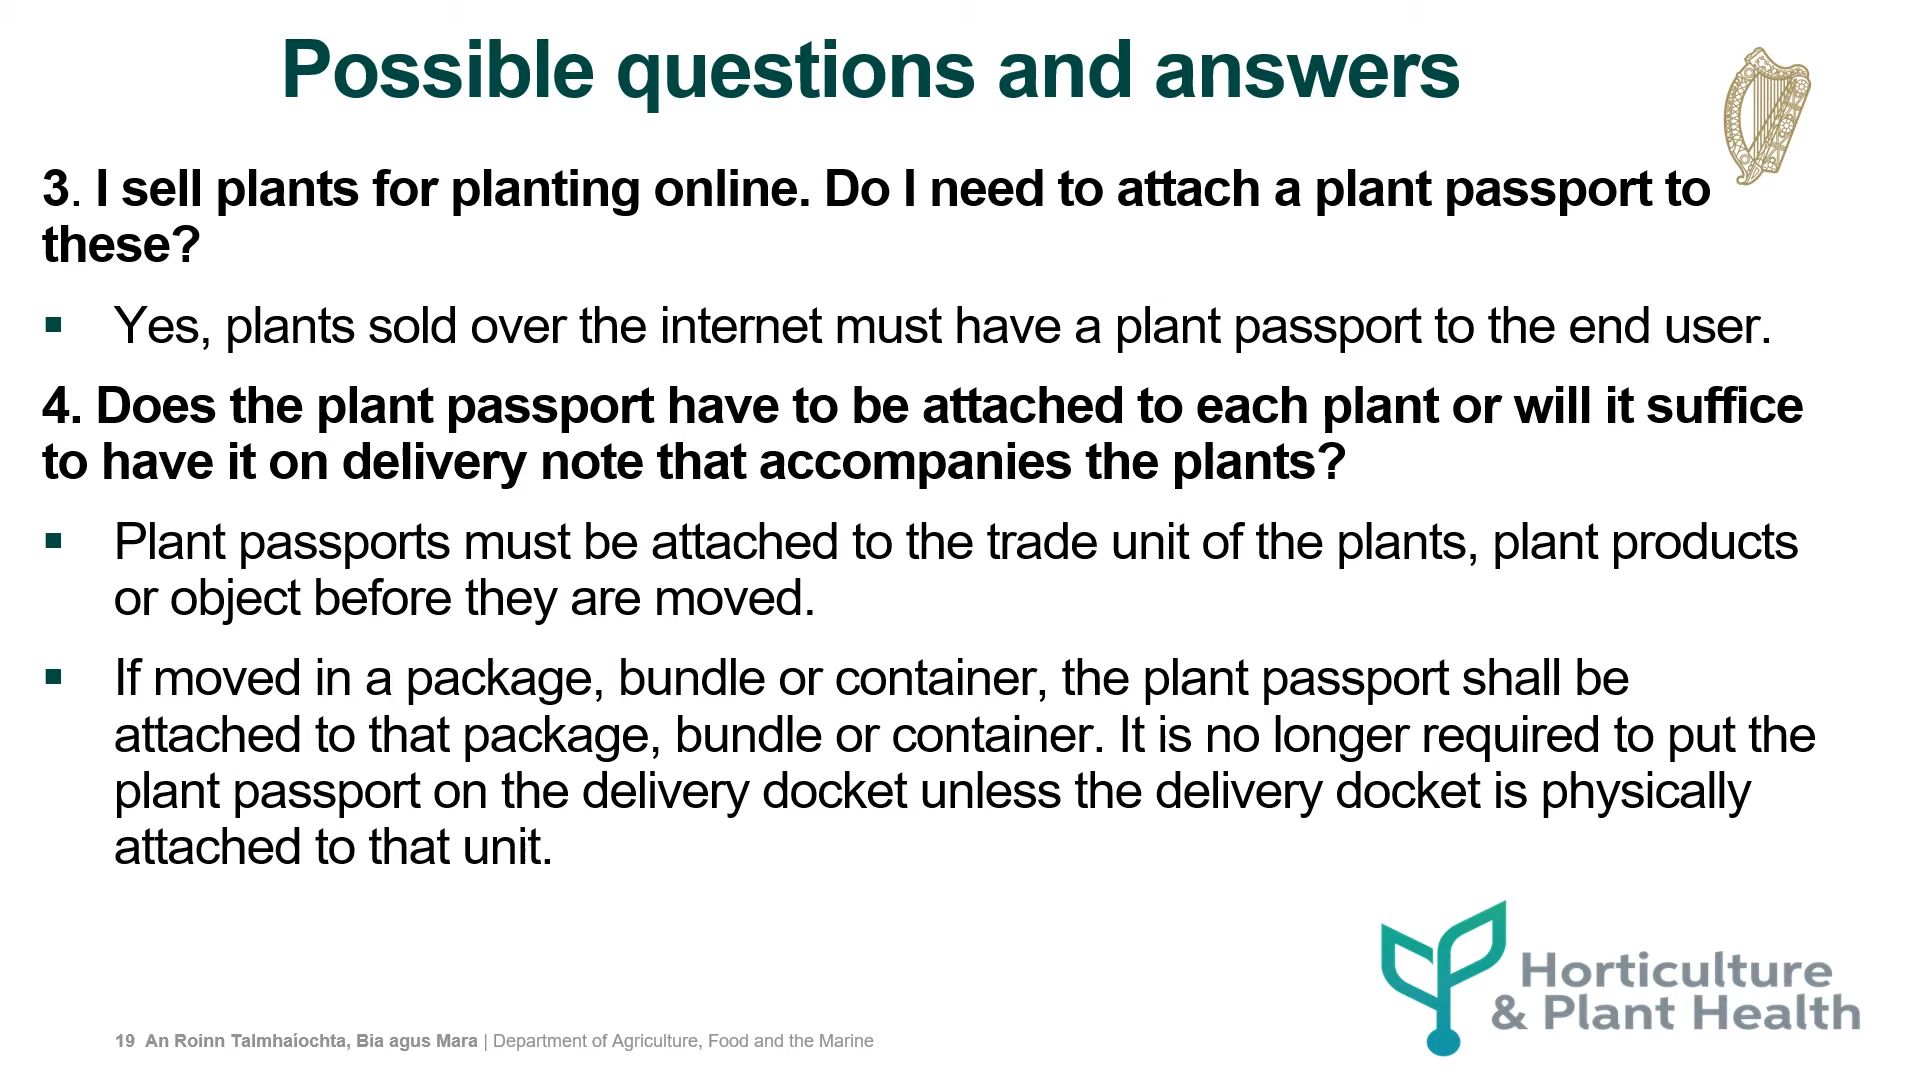 Possible questions and answers
3. I sell plants for planting online. Do I need to attach a plant passport to
these?
▪ Yes, plants sold over the internet must have a plant passport to the end user.
4. Does the plant passport have to be attached to each plant or will it suffice
to have it on delivery note that accompanies the plants?
▪ Plant passports must be attached to the trade unit of the plants, plant products
or object before they are moved.
▪ If moved in a package, bundle or container, the plant passport shall be
attached to that package, bundle or container. It is no longer required to put the
plant passport on the delivery docket unless the delivery docket is physically
attached to that unit.
Horticulture
& Plant Health
19 An Roinn Talmhaíochta, Bia agus Mara | Department of Agriculture, Food and the Marine